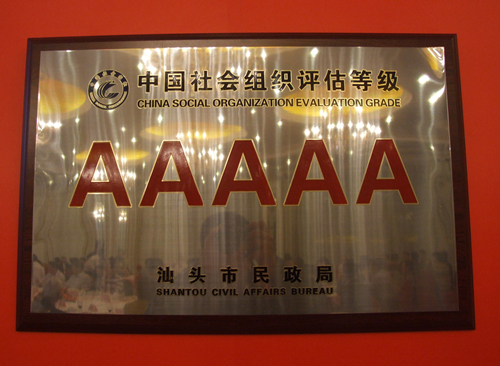 中国社会组织评估等级
CHINA SOCIAL ORGANIZATION EVALUATION GRADE
AAAAA
汕头市民政局
SHANTOU CIVIL AFFAIRS BUREAU